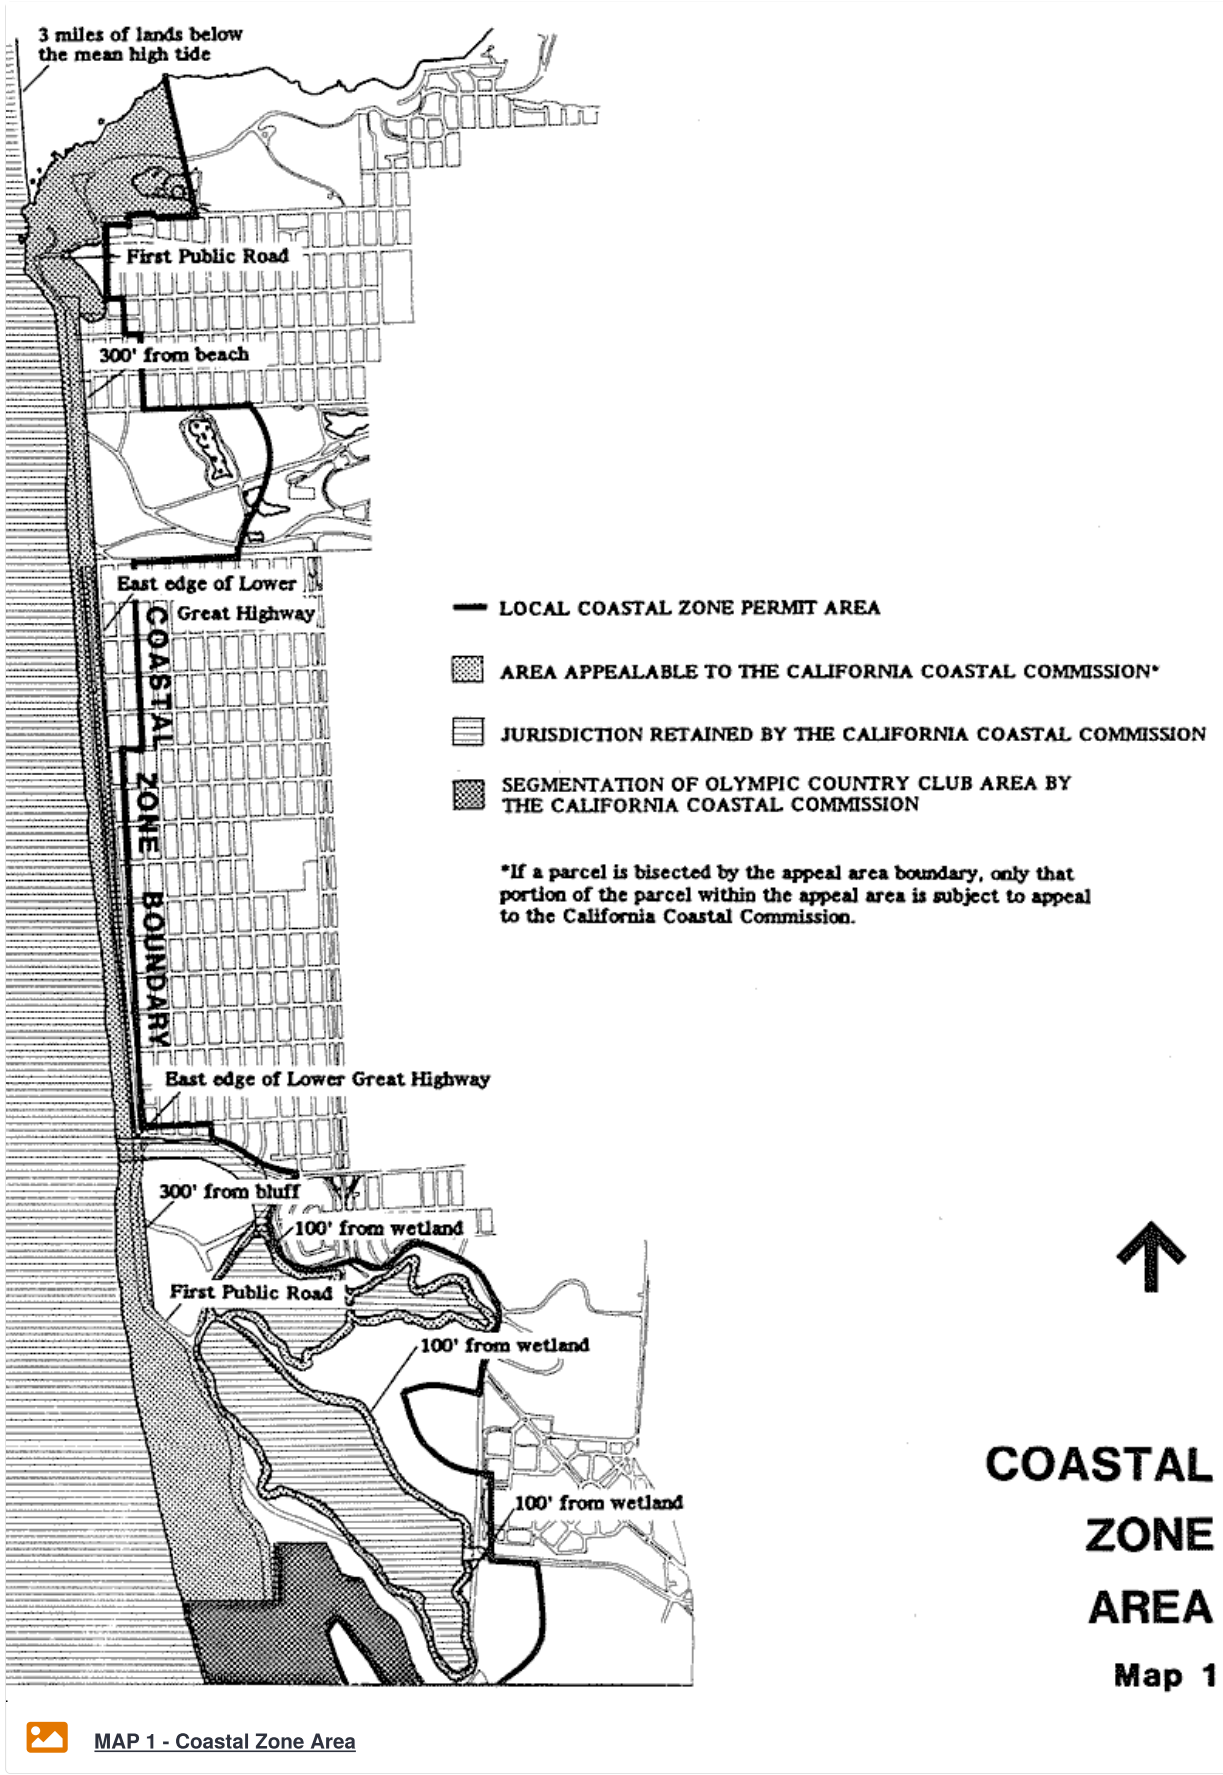 3 miles of lands below
the mean high tide
First Public Road
300' from beach
East edge of Lower
Great Highway
COASTAL ZONE BOUNDARY
LOCAL COASTAL ZONE PERMIT AREA
AREA APPEALABLE TO THE CALIFORNIA COASTAL COMMISSION*
JURISDICTION RETAINED BY THE CALIFORNIA COASTAL COMMISSION
SEGMENTATION OF OLYMPIC COUNTRY CLUB AREA BY
THE CALIFORNIA COASTAL COMMISSION
*If a parcel is bisected by the appeal area boundary, only that
portion of the parcel within the appeal area is subject to appeal
to the California Coastal Commission.
East edge of Lower Great Highway
300' from bluff
100' from wetland
First Public Road
100' from wetland
100' from wetland
COASTAL
ZONE
AREA
Map 1
MAP 1 - Coastal Zone Area